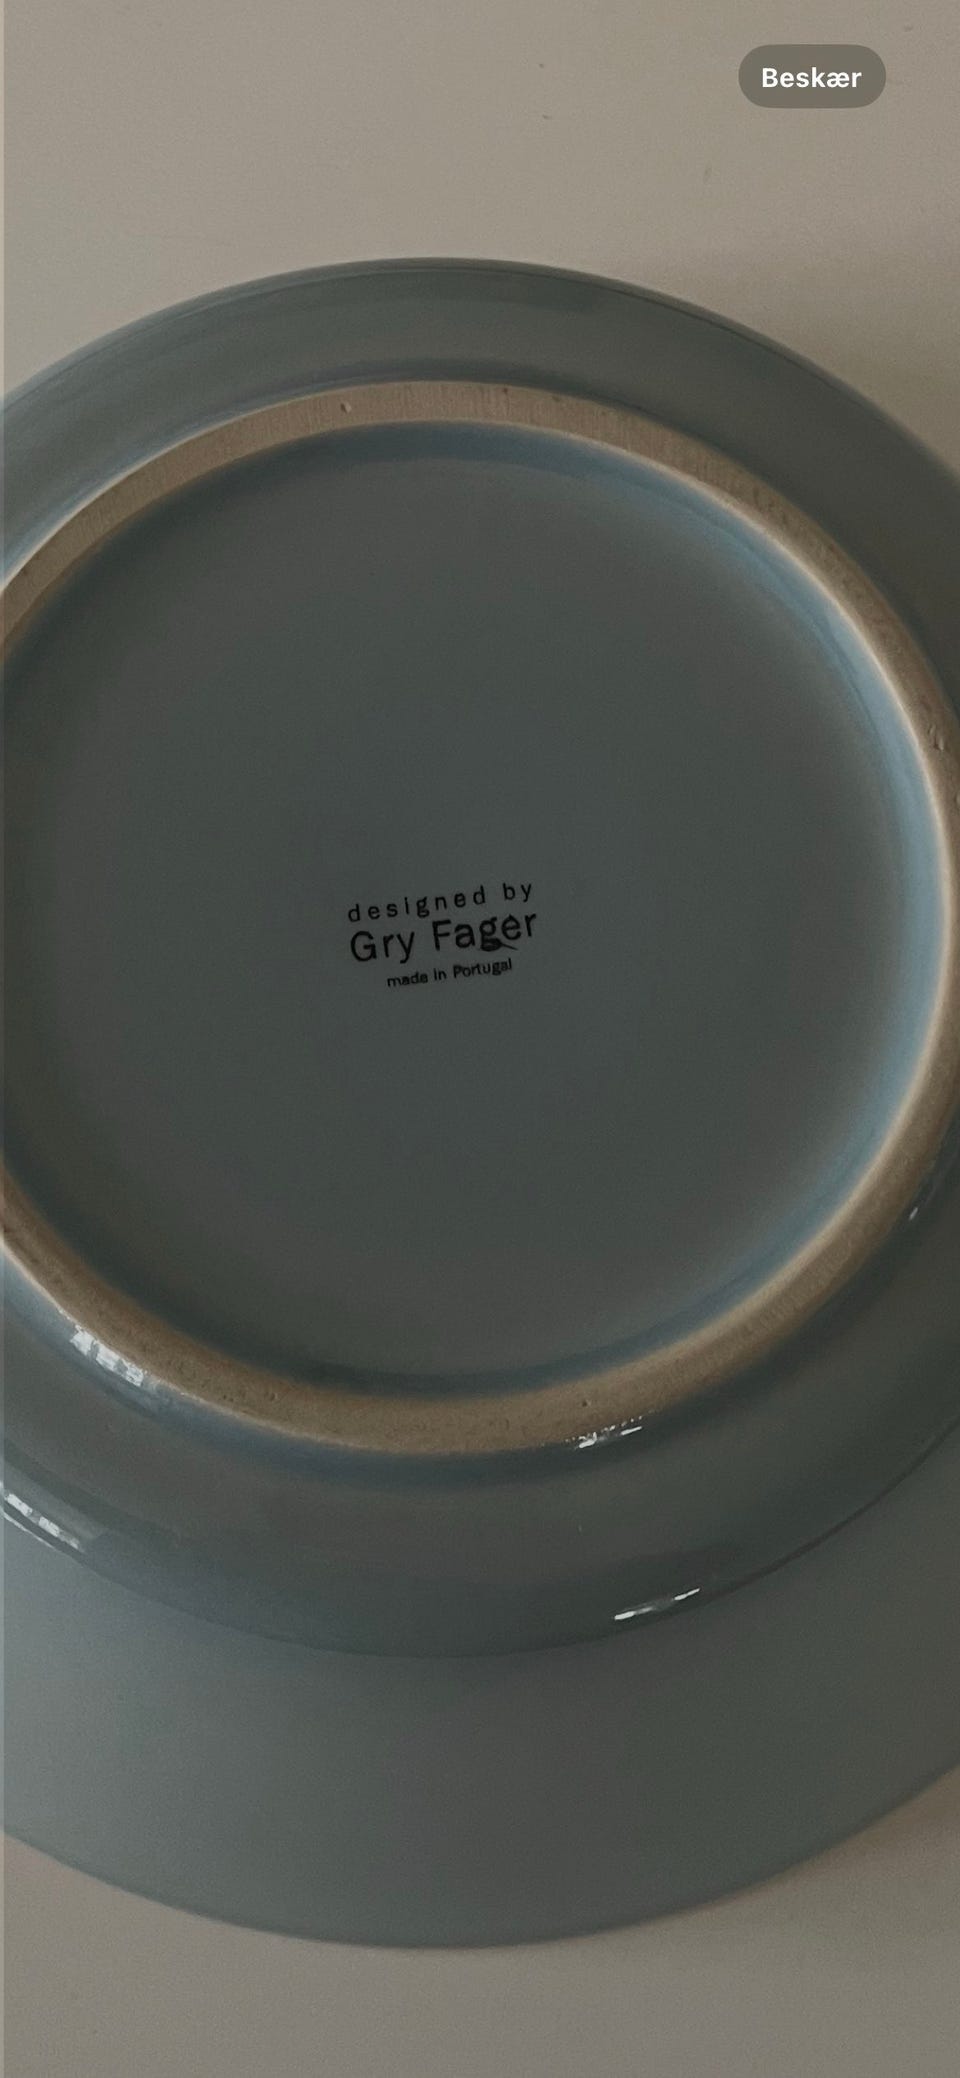 Beskær
designed by
Gry Fager
made in Portugal